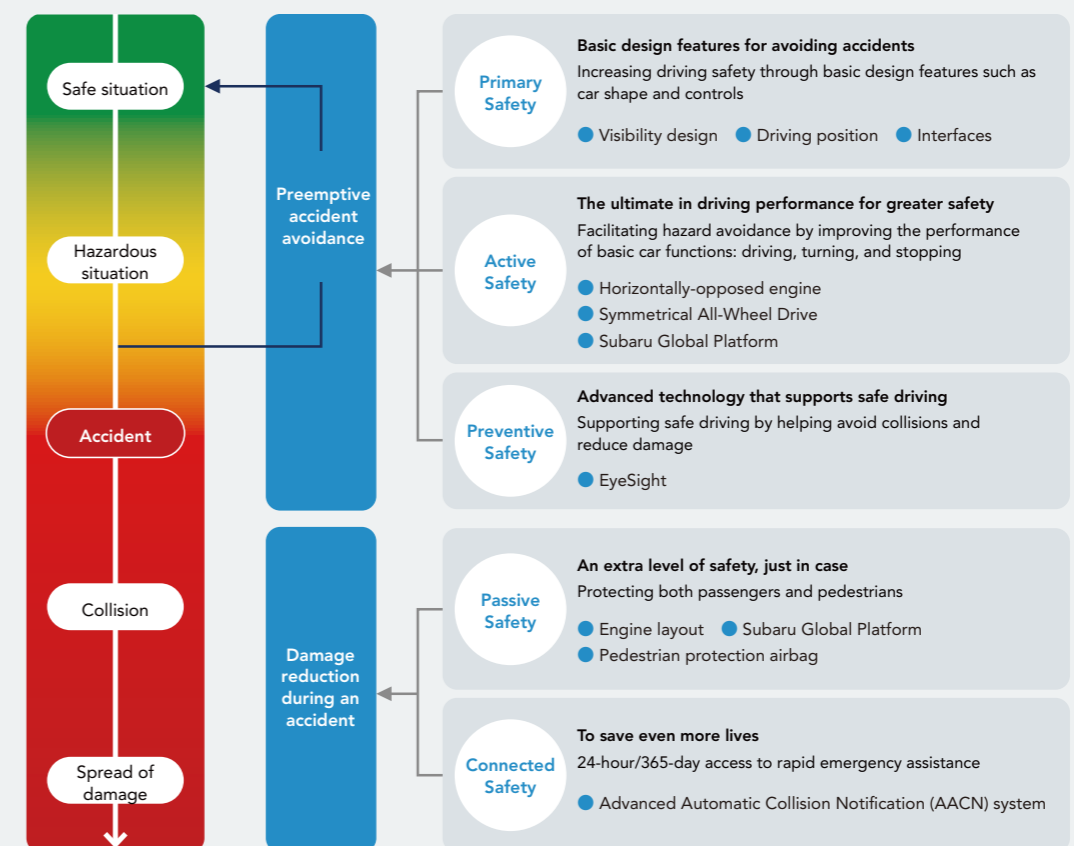 Safe situation
Hazardous
situation
Accident
Collision
Spread of
damage
Preemptive
accident
avoidance
Damage
reduction
during an
accident
Primary
Safety
Basic design features for avoiding accidents
Increasing driving safety through basic design features such as
car shape and controls
Visibility design Driving position Interfaces
Active
Safety
The ultimate in driving performance for greater safety
Facilitating hazard avoidance by improving the performance
of basic car functions: driving, turning, and stopping
Horizontally-opposed engine
Symmetrical All-Wheel Drive
Subaru Global Platform
Preventive
Safety
Advanced technology that supports safe driving
Supporting safe driving by helping avoid collisions and
reduce damage
EyeSight
Passive
Safety
An extra level of safety, just in case
Protecting both passengers and pedestrians
Engine layout Subaru Global Platform
Pedestrian protection airbag
Connected
Safety
To save even more lives
24-hour/365-day access to rapid emergency assistance
Advanced Automatic Collision Notification (AACN) system